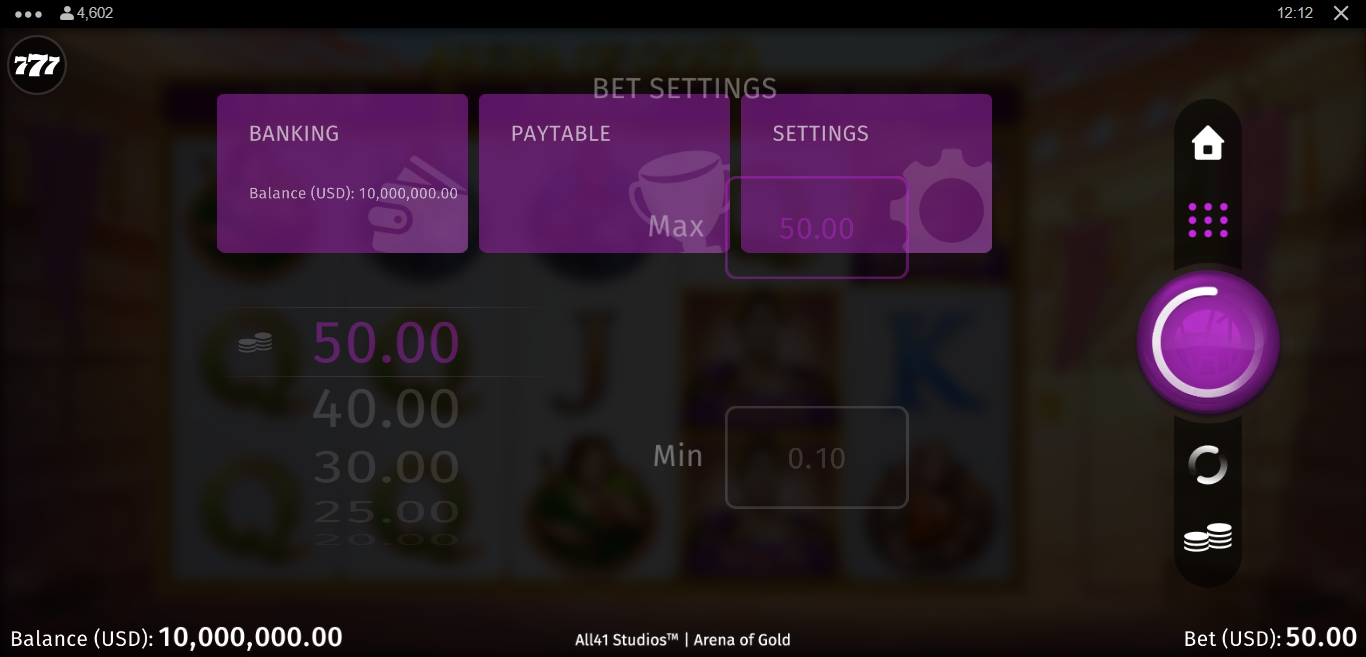 4,602
12:12
777
BET SETTINGS
BANKING
PAYTABLE
SETTINGS
Balance (USD): 10,000,000.00
Max
50.00
50.00
40.00
30.00
25.00
20.00
Min
0.10
Q
Q
J
K
Q
Q
Balance (USD): 10,000,000.00
All41 Studios™ | Arena of Gold
Bet (USD): 50.00